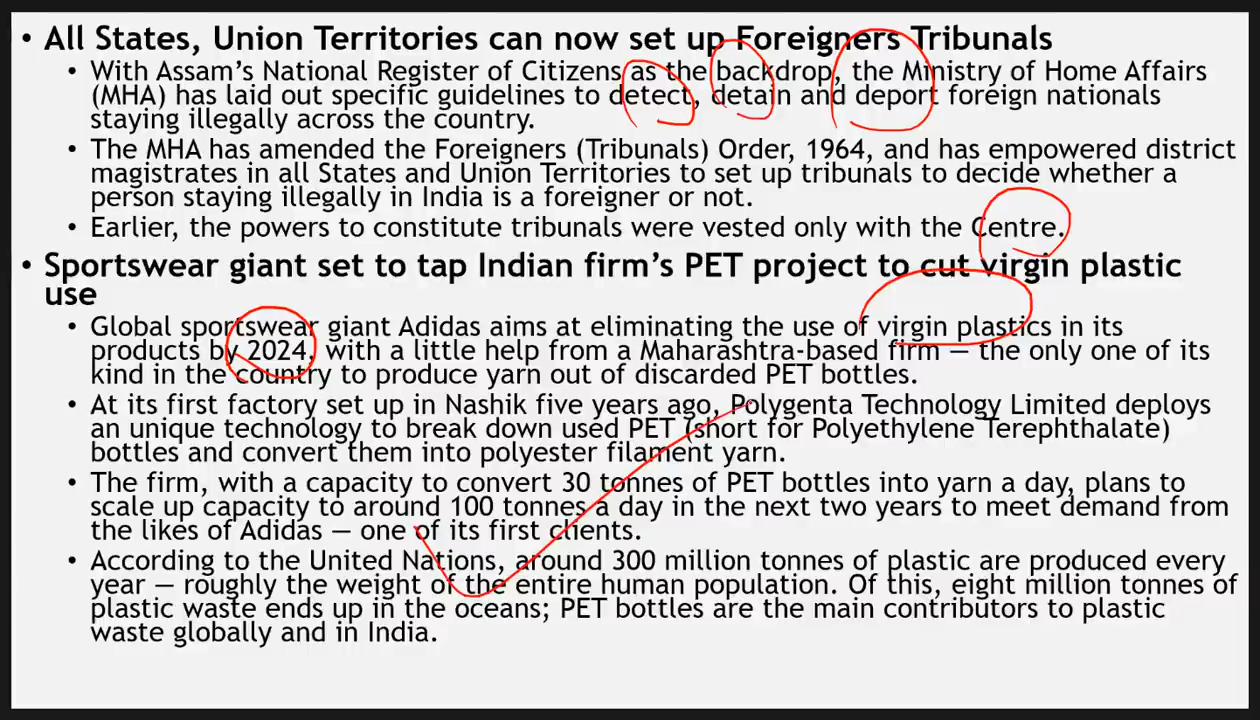 • All States, Union Territories can now set up Foreigners Tribunals
• With Assam's National Register of Citizens as the backdrop, the Ministry of Home Affairs
(MHA) has laid out specific guidelines to detect, detain and deport foreign nationals
staying illegally across the country.
• The MHA has amended the Foreigners (Tribunals) Order, 1964, and has empowered district
magistrates in all States and Union Territories to set up tribunals to decide whether a
person staying illegally in India is a foreigner or not.
• Earlier, the powers to constitute tribunals were vested only with the Centre.
• Sportswear giant set to tap Indian firm's PET project to cut virgin plastic
use
• Global sportswear giant Adidas aims at eliminating the use of virgin plastics in its
products by 2024, with a little help from a Maharashtra-based firm — the only one of its
kind in the country to produce yarn out of discarded PET bottles.
• At its first factory set up in Nashik five years ago, Polygenta Technology Limited deploys
an unique technology to break down used PET (short for Polyethylene Terephthalate)
bottles and convert them into polyester filament yarn.
• The firm, with a capacity to convert 30 tonnes of PET bottles into yarn a day, plans to
scale up capacity to around 100 tonnes a day in the next two years to meet demand from
the likes of Adidas — one of its first clients.
• According to the United Nations, around 300 million tonnes of plastic are produced every
year — roughly the weight of the entire human population. Of this, eight million tonnes of
plastic waste ends up in the oceans; PET bottles are the main contributors to plastic
waste globally and in India.